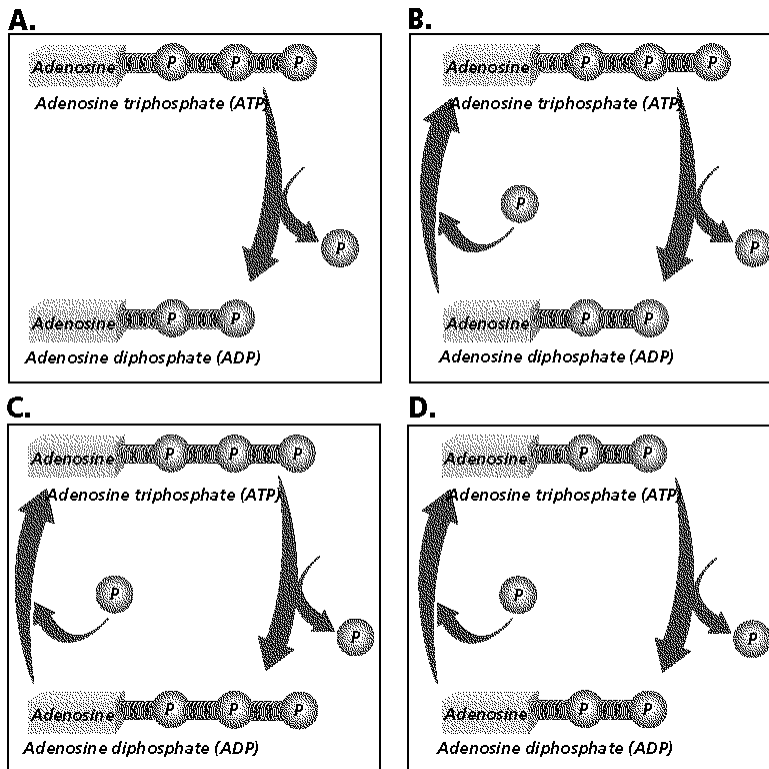 A.
Adenosine P P P
Adenosine triphosphate (ATP)
P
Adenosine P P
Adenosine diphosphate (ADP)
B.
Adenosine P P P
Adenosine triphosphate (ATP)
P
P
Adenosine P P
Adenosine diphosphate (ADP)
C.
Adenosine P P P
Adenosine triphosphate (ATP)
P
P
Adenosine P P P
Adenosine diphosphate (ADP)
D.
Adenosine P P
Adenosine triphosphate (ATP)
P
P
Adenosine P P
Adenosine diphosphate (ADP)